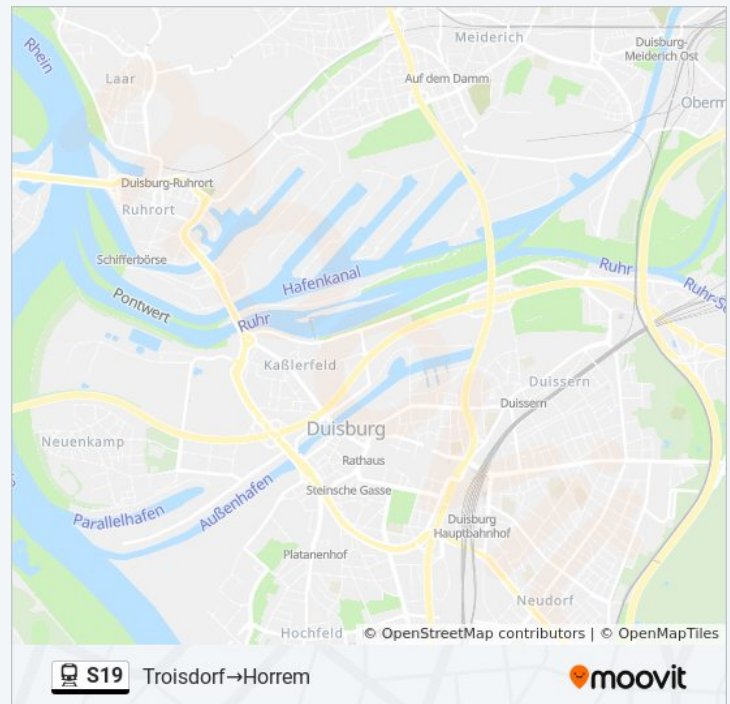 Rhein
Laar
Meiderich
Duisburg-
Meiderich Ost
Auf dem Damm
Oberm
Duisburg-Ruhrort
Ruhrort
Schifferbörse
Hafenkanal
Pontwert
Ruhr
Ruhr
Kaßlerfeld
Duissern
Duissern
Duisburg
Neuenkamp
Rathaus
Steinsche Gasse
Außenhafen
Parallelhafen
Duisburg
Hauptbahnhof
Platanenhof
Neudorf
Hochfeld
© OpenStreetMap contributors | © OpenMapTiles
S19 Troisdorf→Horrem
moovit